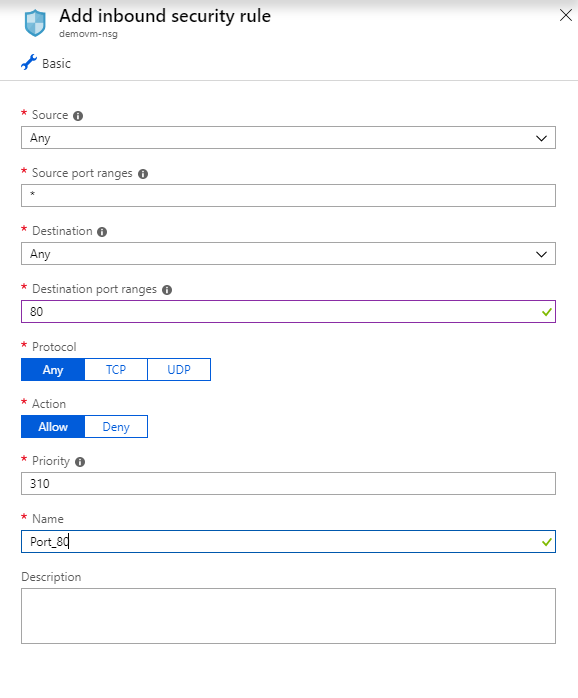 Add inbound security rule
demovm-nsg
Basic
* Source
Any
* Source port ranges
*
* Destination
Any
* Destination port ranges
80
* Protocol
Any TCP UDP
* Action
Allow Deny
* Priority
310
* Name
Port_80
Description